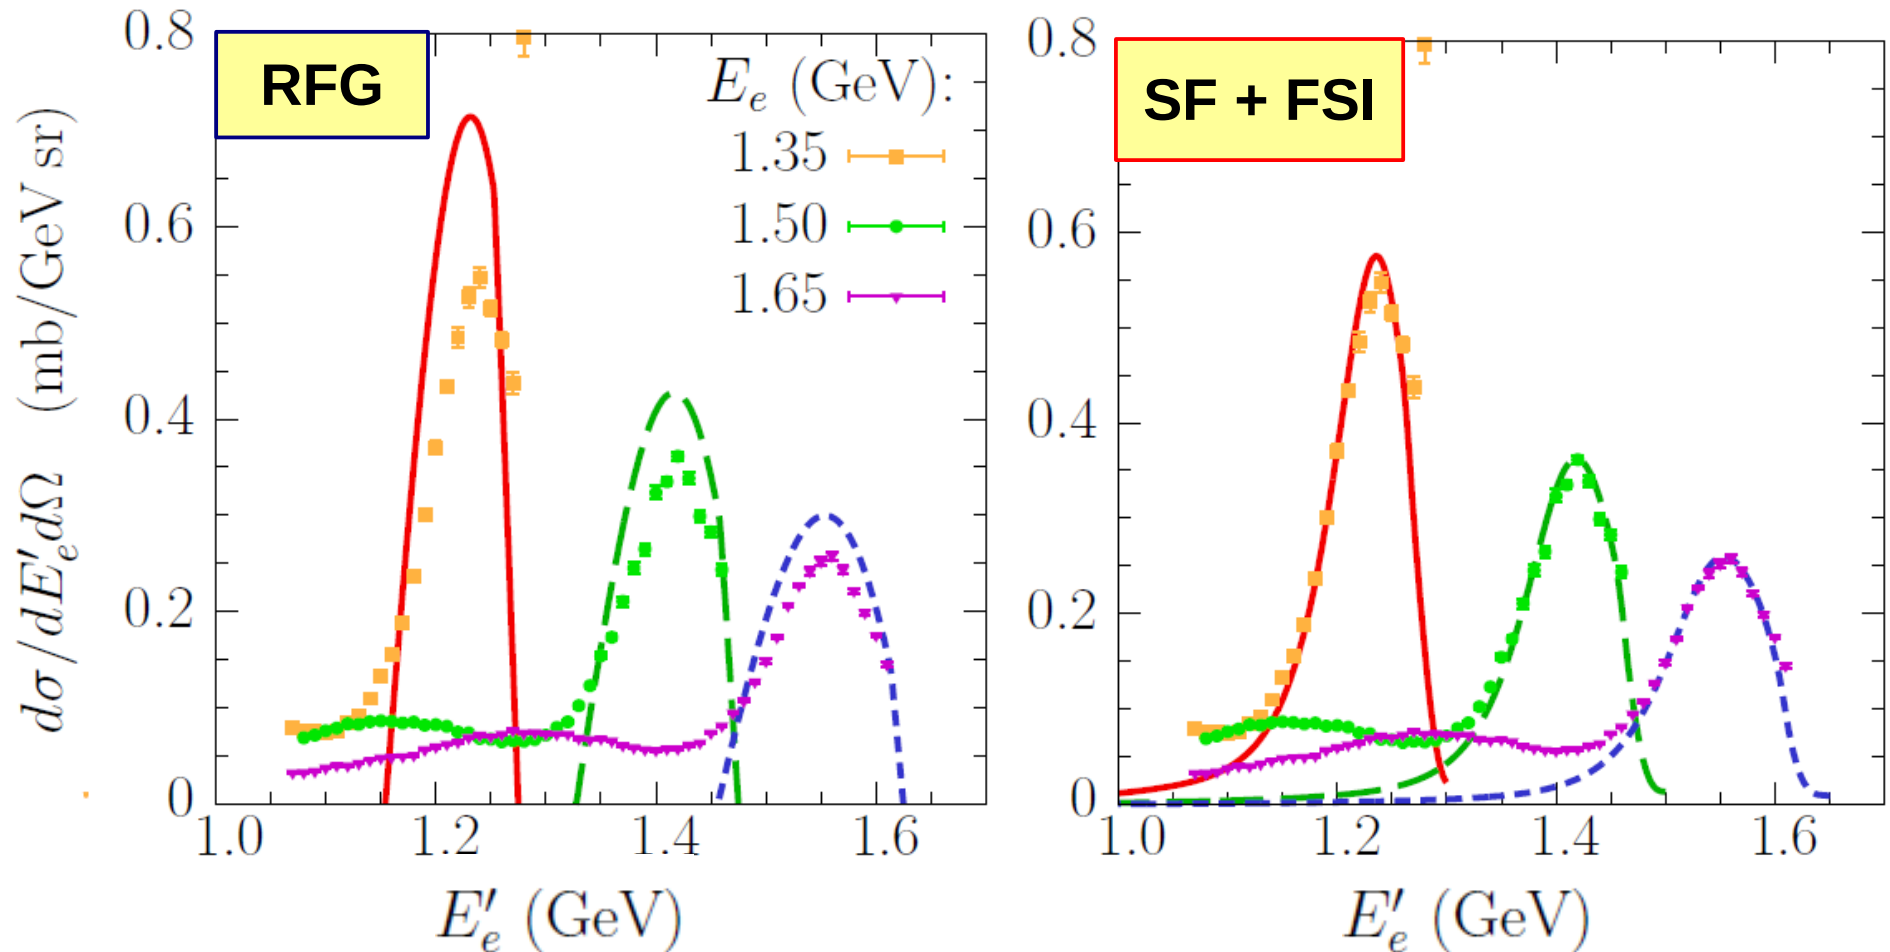 RFG
E_e (GeV):
1.35
1.50
1.65
0.8
0.6
0.4
0.2
0
1.0 1.2 1.4 1.6
E′_e (GeV)
dσ/dE′_e dΩ (mb/GeV sr)
SF + FSI
0.8
0.6
0.4
0.2
0
1.0 1.2 1.4 1.6
E′_e (GeV)